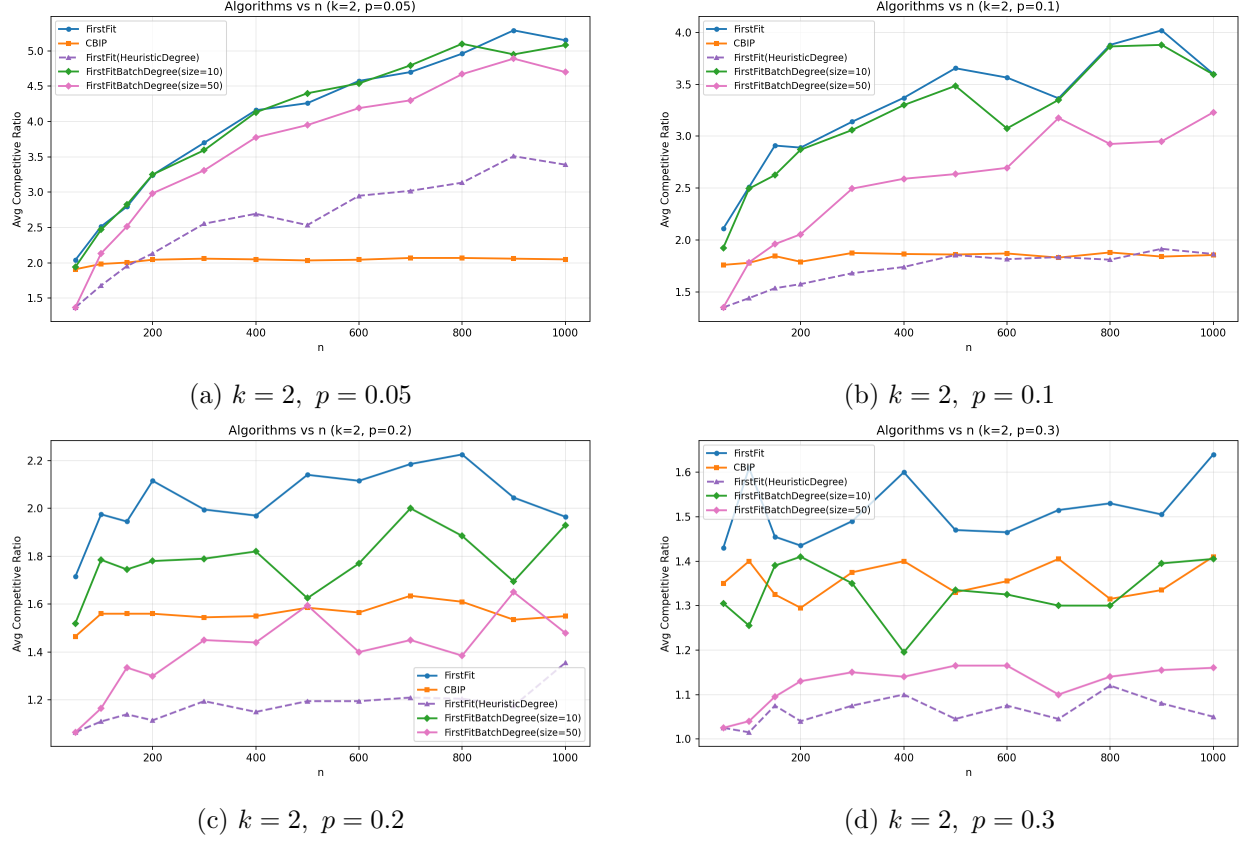 Algorithms vs n (k=2, p=0.05)
FirstFit
CBIP
FirstFit(HeuristicDegree)
FirstFitBatchDegree(size=10)
FirstFitBatchDegree(size=50)
Avg Competitive Ratio
5.0
4.5
4.0
3.5
3.0
2.5
2.0
1.5
200
400
600
800
1000
n
(a) k = 2, p = 0.05
Algorithms vs n (k=2, p=0.1)
FirstFit
CBIP
FirstFit(HeuristicDegree)
FirstFitBatchDegree(size=10)
FirstFitBatchDegree(size=50)
Avg Competitive Ratio
4.0
3.5
3.0
2.5
2.0
1.5
200
400
600
800
1000
n
(b) k = 2, p = 0.1
Algorithms vs n (k=2, p=0.2)
Avg Competitive Ratio
2.2
2.0
1.8
1.6
1.4
1.2
FirstFit
CBIP
FirstFit(HeuristicDegree)
FirstFitBatchDegree(size=10)
FirstFitBatchDegree(size=50)
200
400
600
800
1000
n
(c) k = 2, p = 0.2
Algorithms vs n (k=2, p=0.3)
FirstFit
CBIP
FirstFit(HeuristicDegree)
FirstFitBatchDegree(size=10)
FirstFitBatchDegree(size=50)
Avg Competitive Ratio
1.6
1.5
1.4
1.3
1.2
1.1
1.0
200
400
600
800
1000
n
(d) k = 2, p = 0.3